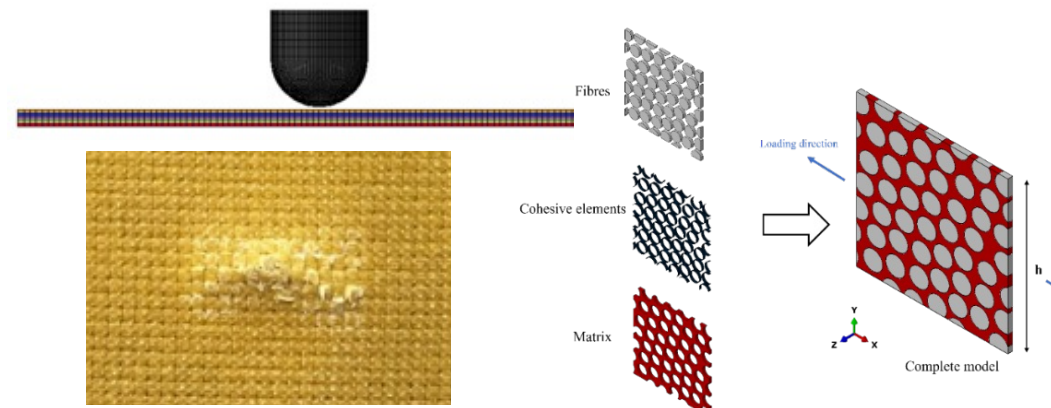 Fibres
Loading direction
Cohesive elements
h
Matrix
Y
Z
X
Complete model